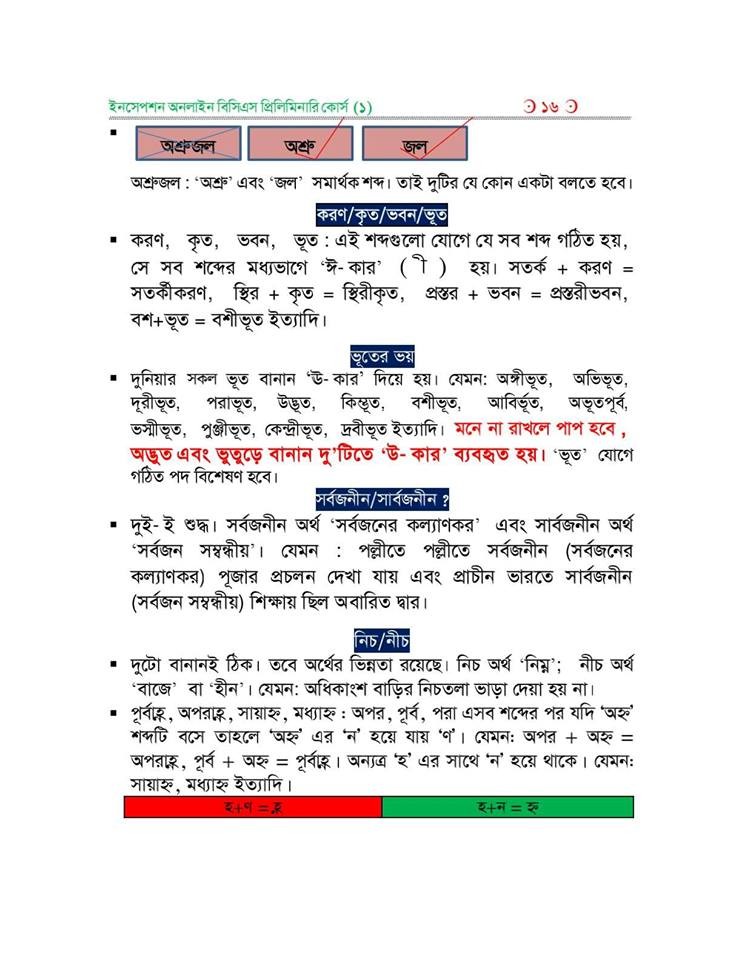 ইনসেপশন অনলাইন বিসিএস প্রিলিমিনারি কোর্স (১) ১৬
▪ অশ্রুজল অশ্রু জল
অশ্রুজল : ‘অশ্রু’ এবং ‘জল’ সমার্থক শব্দ। তাই দুটির যে কোন একটা বলতে হবে।
করণ/কৃত/ভবন/ভূত
▪ করণ, কৃত, ভবন, ভূত : এই শব্দগুলো যোগে যে সব শব্দ গঠিত হয়,
সে সব শব্দের মধ্যভাগে ‘ঈ- কার’ ( ী ) হয়। সতর্ক + করণ =
সতর্কীকরণ, স্থির + কৃত = স্থিরীকৃত, প্রস্তর + ভবন = প্রস্তরীভবন,
বশ+ভূত = বশীভূত ইত্যাদি।
ভূতের ভয়
▪ দুনিয়ার সকল ভূত বানান ‘ঊ- কার’ দিয়ে হয়। যেমন: অঙ্গীভূত, অভিভূত,
দূরীভূত, পরাভূত, উদ্ভূত, কিম্ভূত, বশীভূত, আবির্ভূত, অভূতপূর্ব,
ভস্মীভূত, পুঞ্জীভূত, কেন্দ্রীভূত, দ্রবীভূত ইত্যাদি। মনে না রাখলে পাপ হবে ,
অদ্ভুত এবং ভুতুড়ে বানান দু’টিতে ‘উ- কার’ ব্যবহৃত হয়। ‘ভূত’ যোগে
গঠিত পদ বিশেষণ হবে।
সর্বজনীন/সার্বজনীন ?
▪ দুই- ই শুদ্ধ। সর্বজনীন অর্থ ‘সর্বজনের কল্যাণকর’ এবং সার্বজনীন অর্থ
‘সর্বজন সম্বন্ধীয়’। যেমন : পল্লীতে পল্লীতে সর্বজনীন (সর্বজনের
কল্যাণকর) পূজার প্রচলন দেখা যায় এবং প্রাচীন ভারতে সার্বজনীন
(সর্বজন সম্বন্ধীয়) শিক্ষায় ছিল অবারিত দ্বার।
নিচ/নীচ
▪ দুটো বানানই ঠিক। তবে অর্থের ভিন্নতা রয়েছে। নিচ অর্থ ‘নিম্ন’; নীচ অর্থ
‘বাজে’ বা ‘হীন’। যেমন: অধিকাংশ বাড়ির নিচতলা ভাড়া দেয়া হয় না।
▪ পূর্বাহ্ণ, অপরাহ্ণ, সায়াহ্ন, মধ্যাহ্ন : অপর, পূর্ব, পরা এসব শব্দের পর যদি ‘অহ্ন’
শব্দটি বসে তাহলে ‘অহ্ন’ এর ‘ন’ হয়ে যায় ‘ণ’। যেমন: অপর + অহ্ন =
অপরাহ্ণ, পূর্ব + অহ্ন = পূর্বাহ্ণ। অন্যত্র ‘হ’ এর সাথে ‘ন’ হয়ে থাকে। যেমন:
সায়াহ্ন, মধ্যাহ্ন ইত্যাদি।
হ+ণ = হ্ণ হ+ন = হ্ন